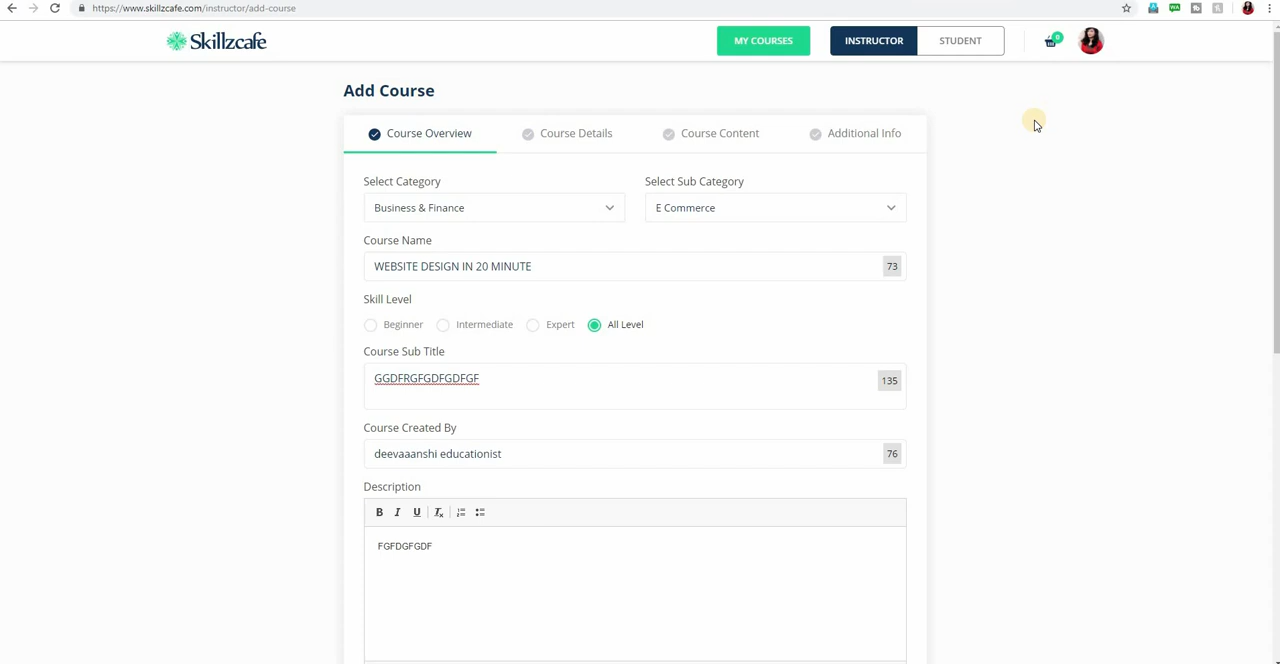 https://www.skillzcafe.com/instructor/add-course
Skillzcafe
MY COURSES
INSTRUCTOR
STUDENT
0
Add Course
Course Overview
Course Details
Course Content
Additional Info
Select Category
Select Sub Category
Business & Finance
E Commerce
Course Name
WEBSITE DESIGN IN 20 MINUTE
73
Skill Level
Beginner
Intermediate
Expert
All Level
Course Sub Title
GGDFRGFGDFGDFGF
135
Course Created By
deevaaanshi educationist
76
Description
B I U Tx
FGFDGFGDF